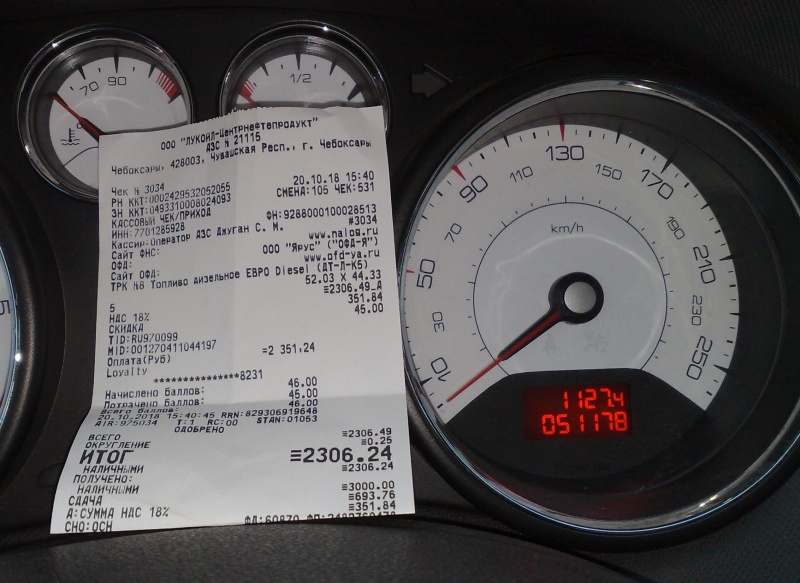 70 90
1/2
ООО "ЛУКОЙЛ-Центрнефтепродукт"
АЗС N 21115
Чебоксары, 428003, Чувашская Респ., г. Чебоксары
Чек N 3034 20.10.18 15:40
РН ККТ:0002429532052055 СМЕНА:105 ЧЕК:531
ЗН ККТ:0493310008024093
КАССОВЫЙ ЧЕК/ПРИХОД ФН:9288000100028513
ИНН:7701285928 #3034
Кассир:Оператор АЗС Джуган С. М.
Сайт ФНС: www.nalog.ru
ОФД: ООО "Ярус" ("ОФД-Я")
Сайт ОФД: www.ofd-ya.ru
ТРК №8 Топливо дизельное ЕВРО Diesel (ДТ-Л-К5)
52.03 X 44.33
5 ≡2306.49_А
НДС 18% 351.84
СКИДКА 45.00
TID:RU970099
MID:001270411044197
Оплата(Руб) =2 351,24
Loyalty
***************8231
Начислено баллов: 46.00
Потрачено баллов: 45.00
Всего баллов: 46.00
20.10.2018 15:40:45 RRN:829306919648
AIR:975034 T:1 RC:00 STAN:01053
ОДОБРЕНО
ВСЕГО ≡2306.49
ОКРУГЛЕНИЕ ≡0.25
ИТОГ ≡2306.24
НАЛИЧНЫМИ ≡2306.24
ПОЛУЧЕНО:
НАЛИЧНЫМИ ≡3000.00
СДАЧА ≡693.76
А:СУММА НДС 18% ≡351.84
СНО:ОСН
10 30 50 70 90 110 130 150 170 190 210 230 250
km/h
1127.4
051178
5